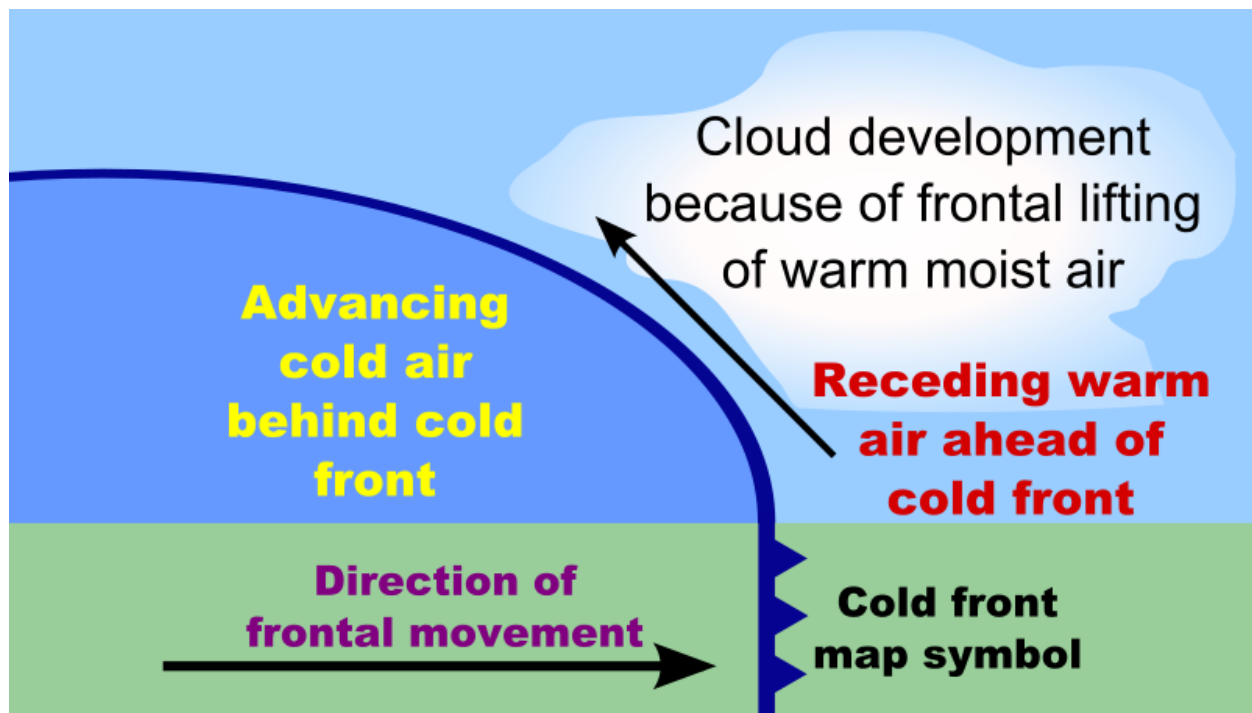 Cloud development
because of frontal lifting
of warm moist air
Advancing
cold air
behind cold
front
Receding warm
air ahead of
cold front
Direction of
frontal movement
Cold front
map symbol